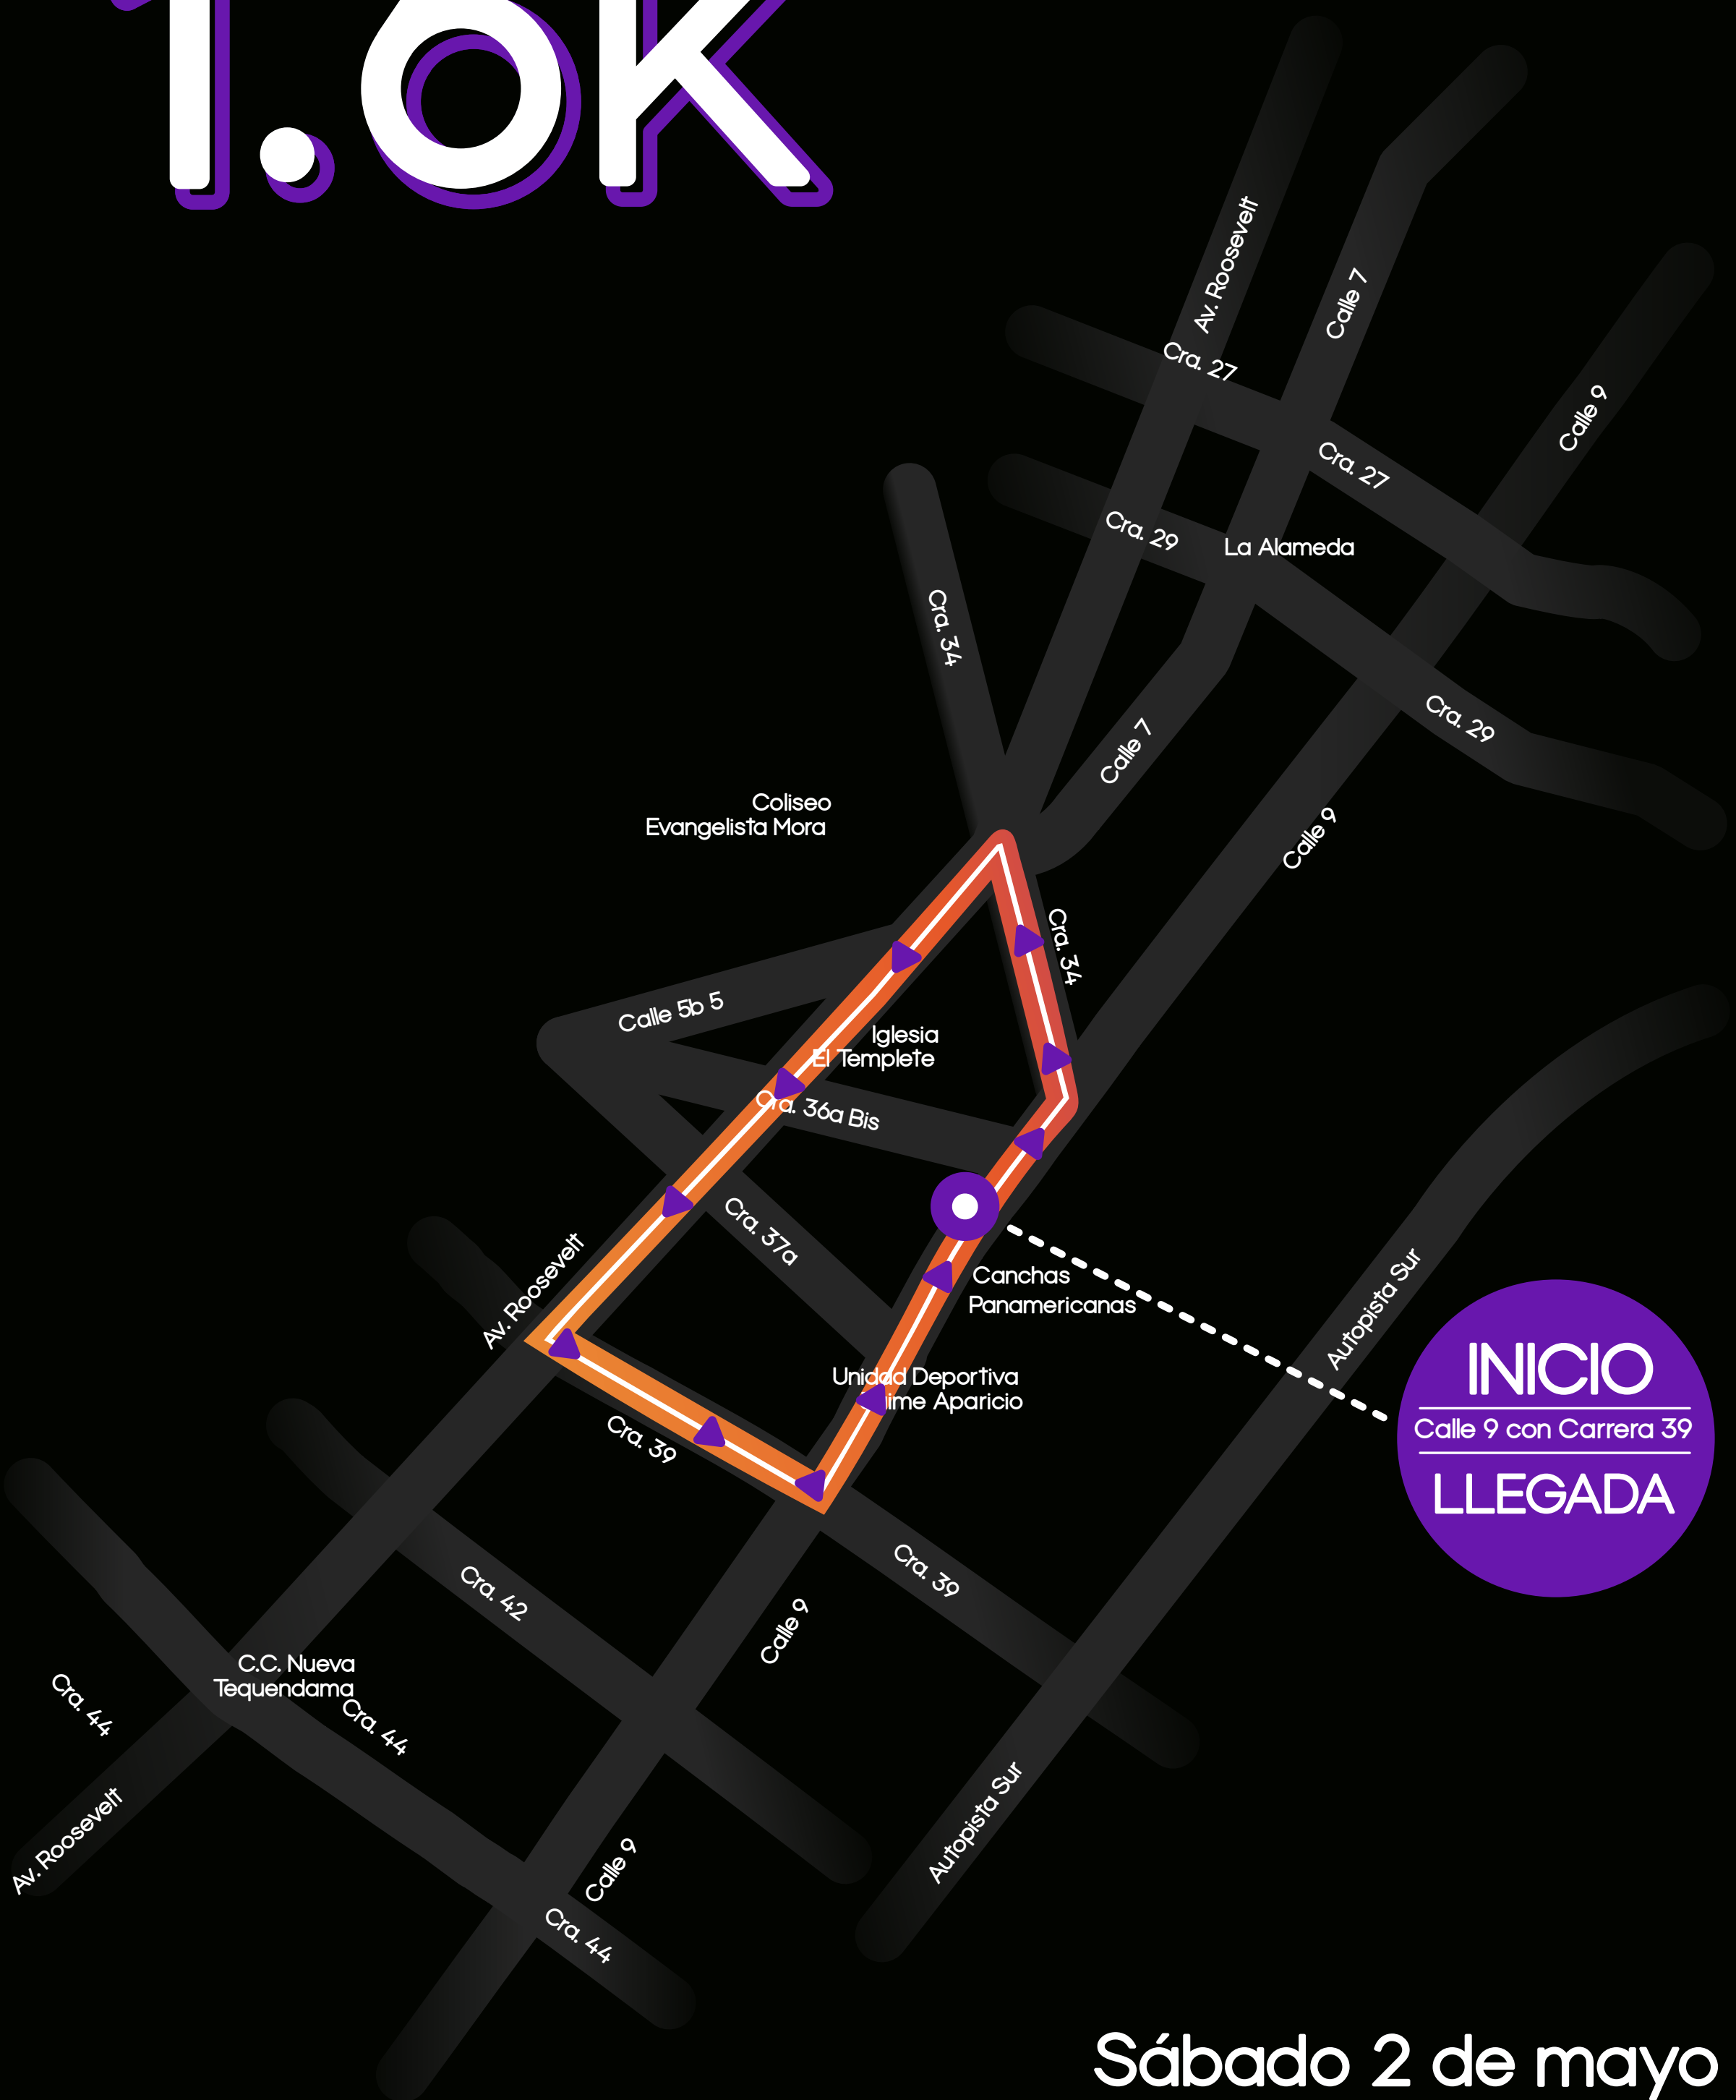 1.6K
Av. Roosevelt
Calle 7
Cra. 27
Calle 9
Cra. 27
Cra. 29
La Alameda
Cra. 34
Cra. 29
Calle 7
Coliseo
Evangelista Mora
Calle 9
Cra. 34
Calle 5b 5
Iglesia
El Templete
Cra. 36a Bis
Cra. 37a
Av. Roosevelt
Canchas
Panamericanas
Autopista Sur
INICIO
Calle 9 con Carrera 39
LLEGADA
Unidad Deportiva
Jaime Aparicio
Cra. 39
Cra. 39
Cra. 42
Calle 9
C.C. Nueva
Tequendama
Cra. 44
Cra. 44
Av. Roosevelt
Autopista Sur
Calle 9
Cra. 44
Sábado 2 de mayo